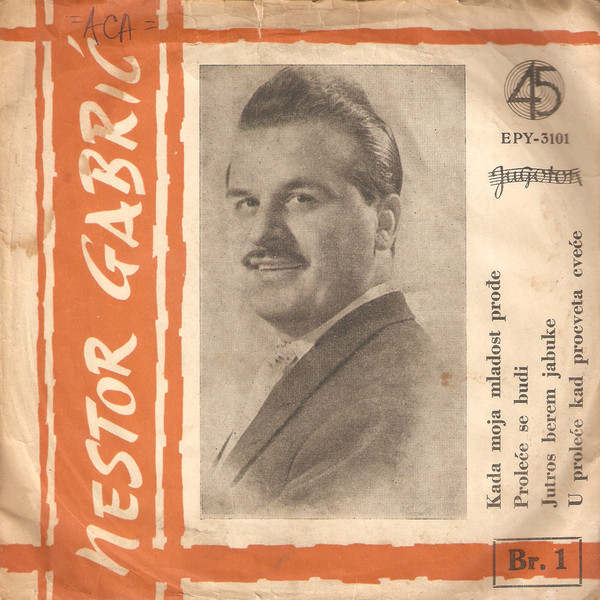 =ACA=
NESTOR GABRIĆ
45
EPY-3101
Jugoton
Kada moja mladost prođe
Proleće se budi
Jutros berem jabuke
U proleće kad procveta cveće
Br. 1